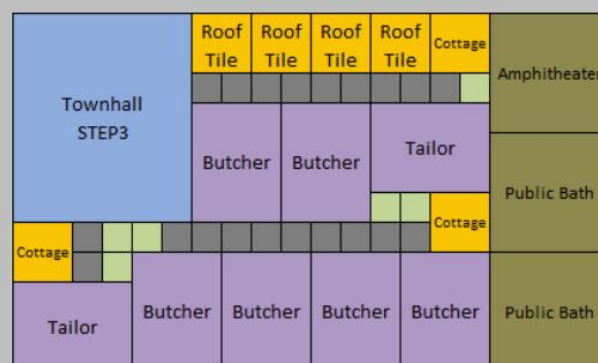 Roof Roof Roof Roof Cottage
Tile Tile Tile Tile
Amphitheater
Townhall
STEP3
Butcher Butcher Tailor
Public Bath
Cottage
Cottage
Butcher Butcher Butcher Butcher Public Bath
Tailor